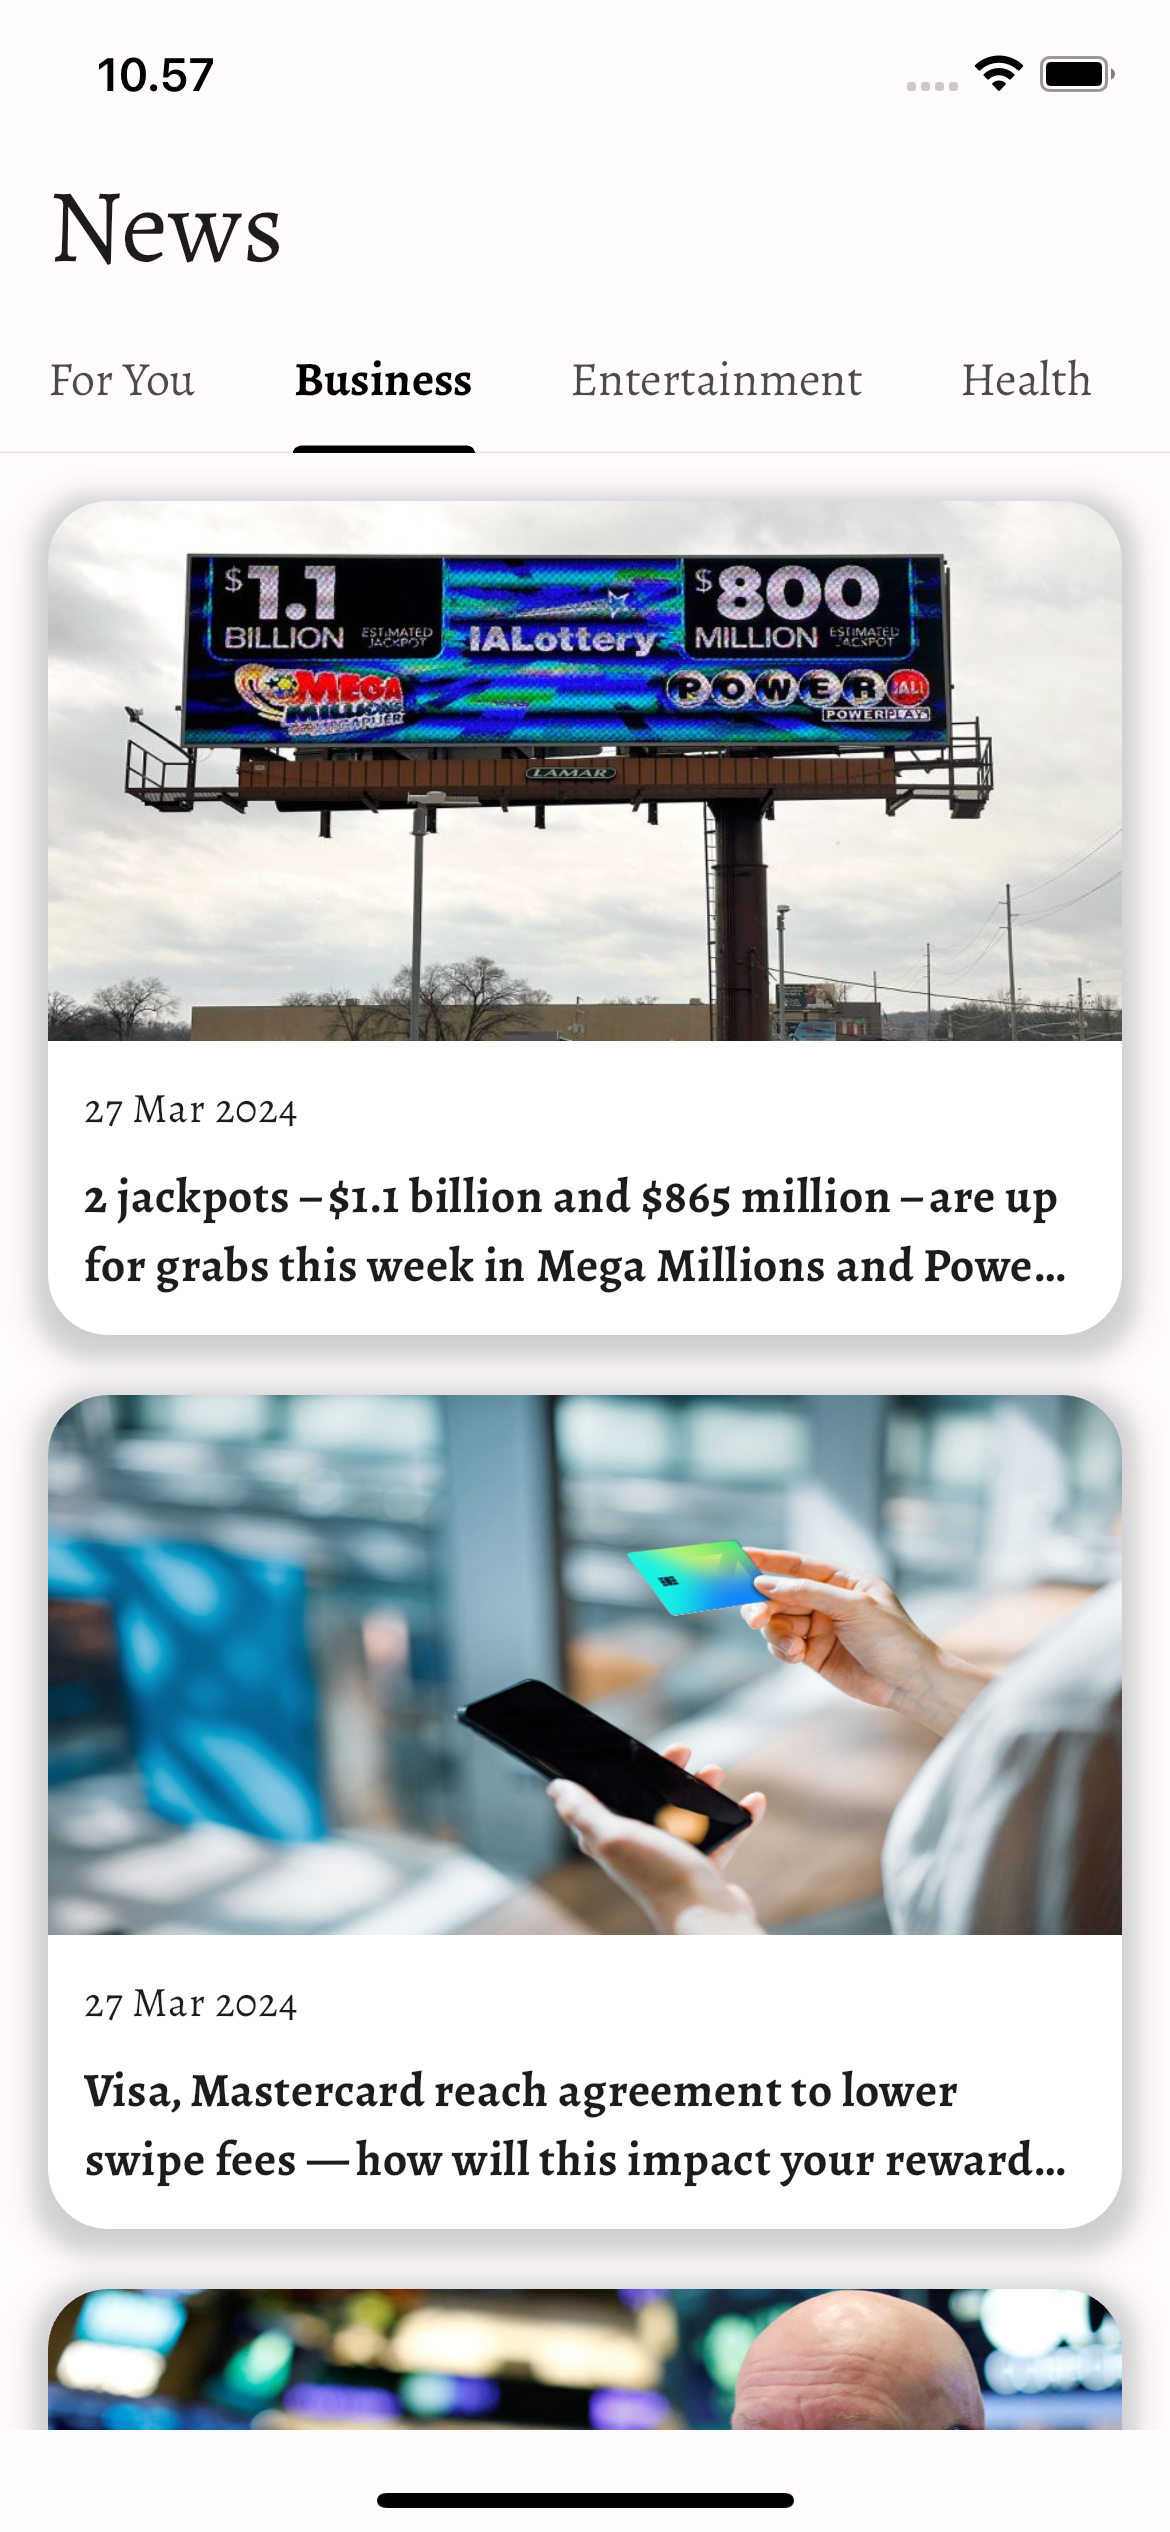 10.57
News
For You Business Entertainment Health
$1.1 $800
BILLION ESTIMATED JACKPOT IALottery MILLION ESTIMATED JACKPOT
MEGA MILLIONS MEGAPLIER POWERBALL
POWERPLAY
LAMAR
27 Mar 2024
2 jackpots – $1.1 billion and $865 million – are up
for grabs this week in Mega Millions and Powe...
27 Mar 2024
Visa, Mastercard reach agreement to lower
swipe fees — how will this impact your reward...